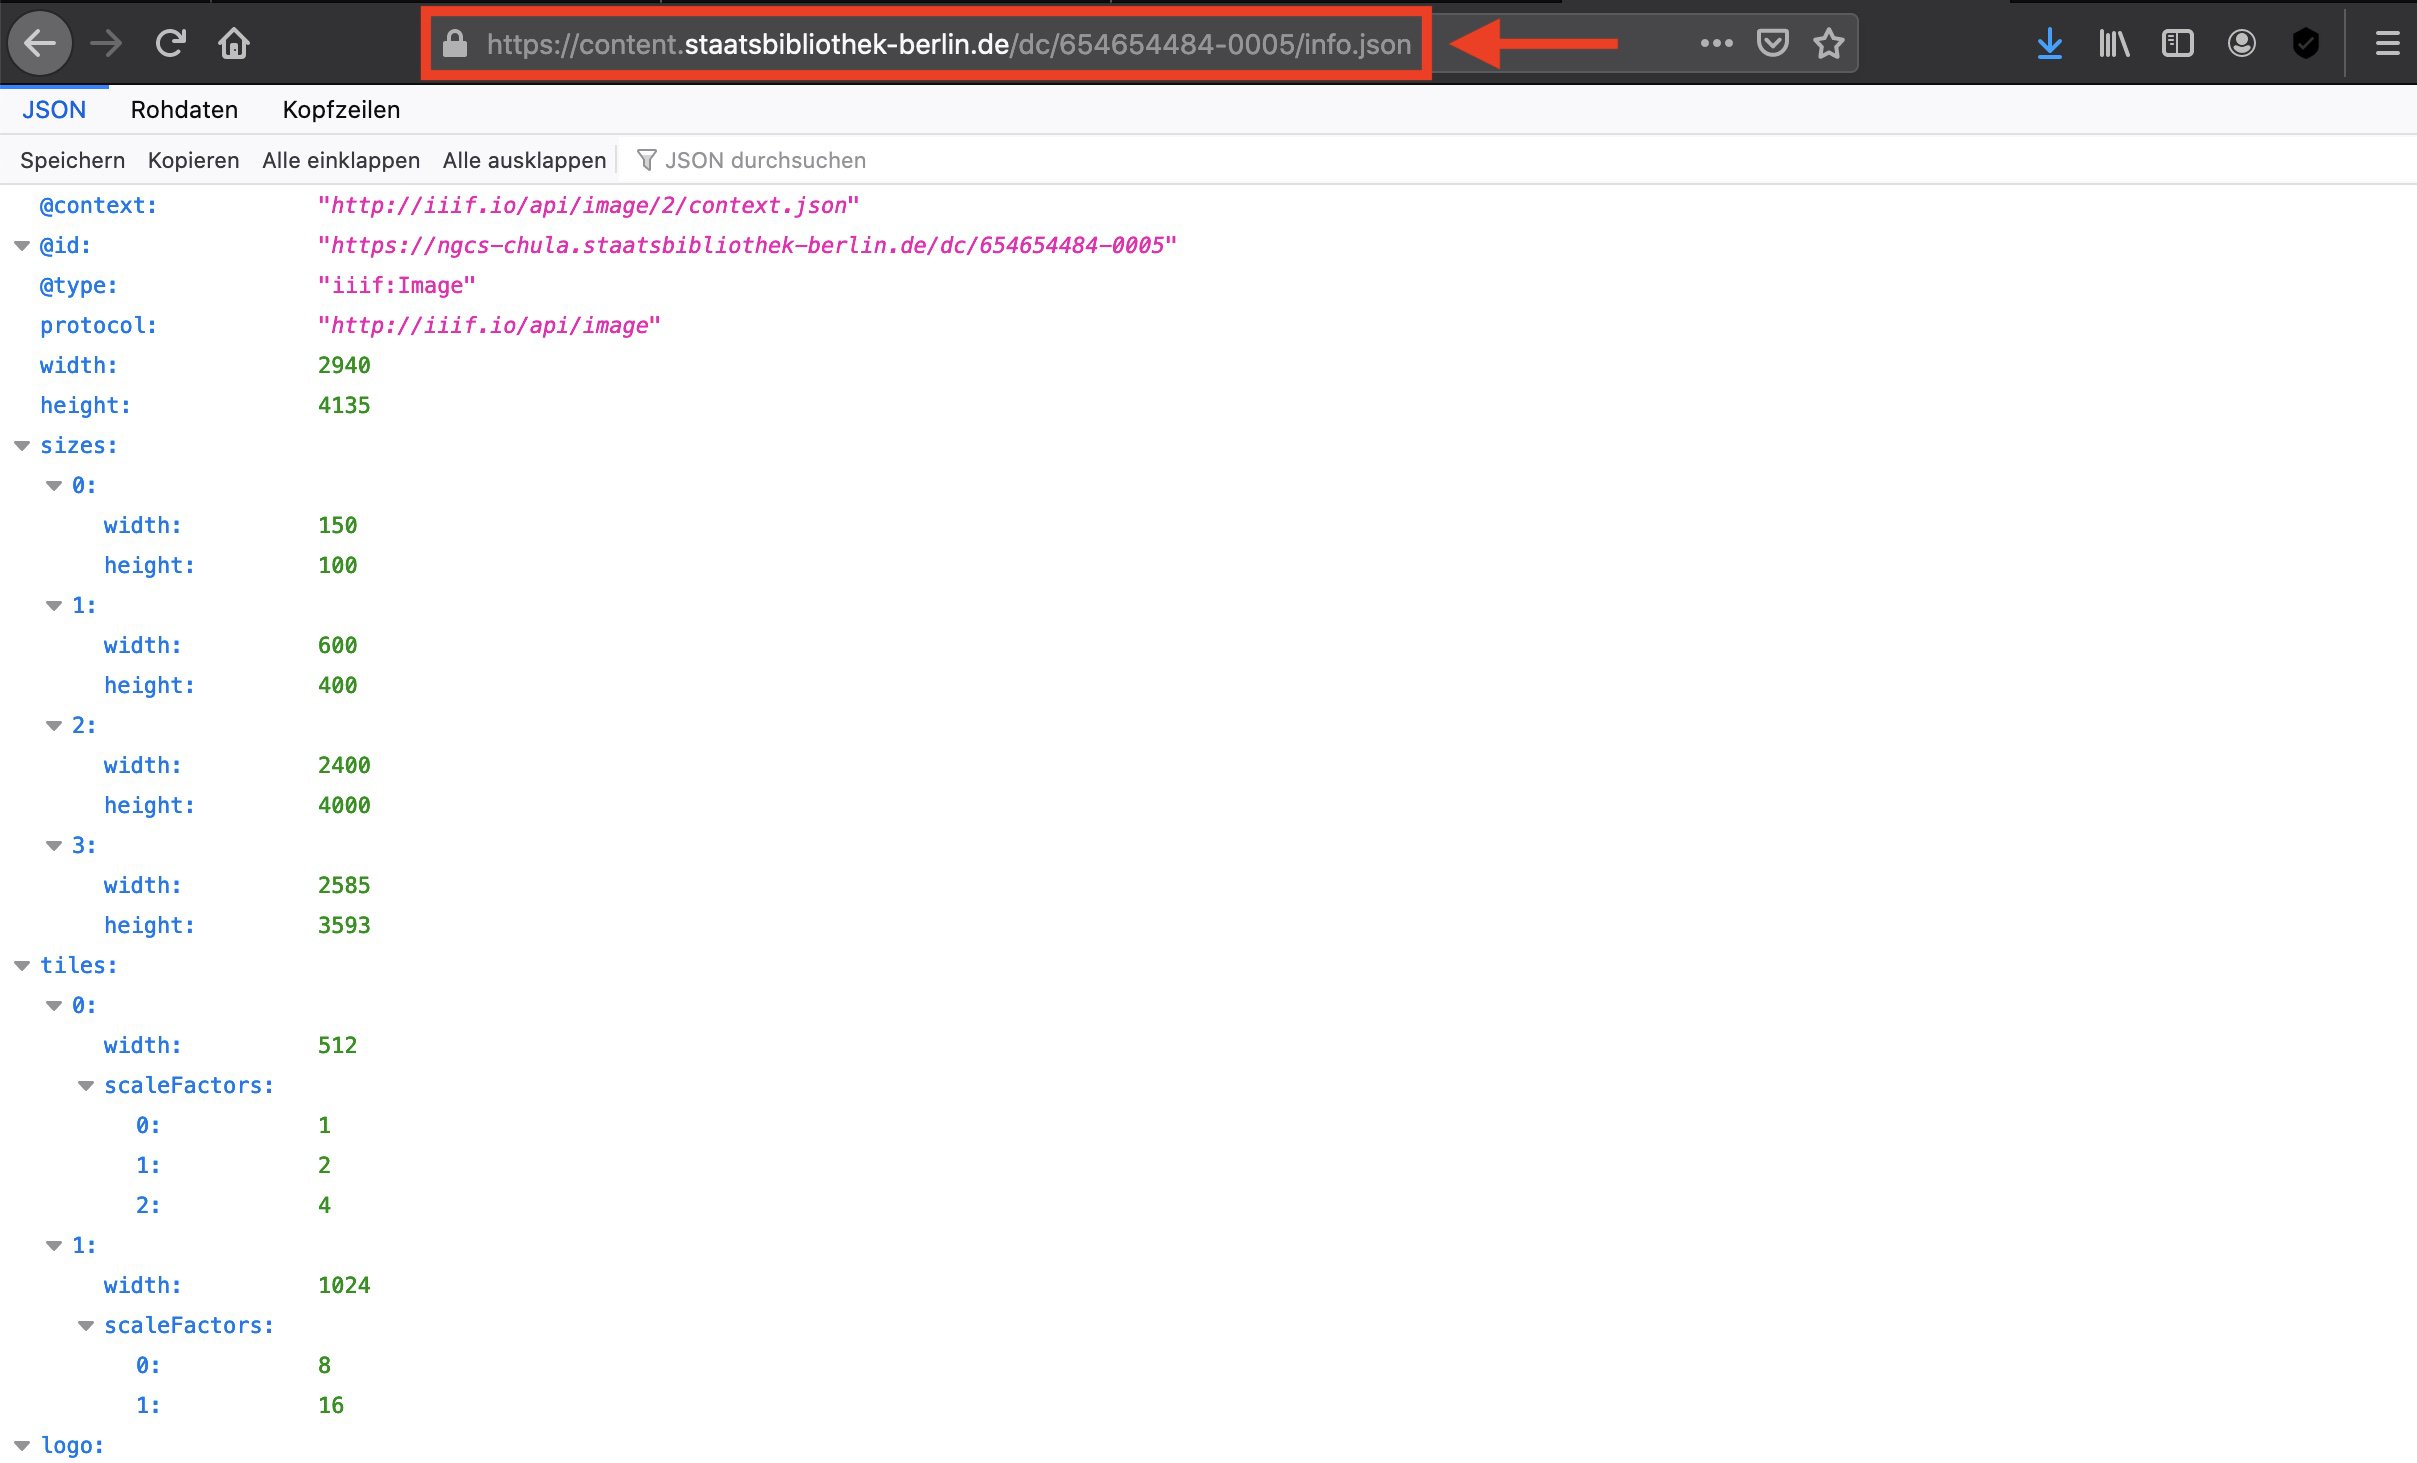 https://content.staatsbibliothek-berlin.de/dc/654654484-0005/info.json
JSON Rohdaten Kopfzeilen
Speichern Kopieren Alle einklappen Alle ausklappen JSON durchsuchen
@context: "http://iiif.io/api/image/2/context.json"
@id: "https://ngcs-chula.staatsbibliothek-berlin.de/dc/654654484-0005"
@type: "iiif:Image"
protocol: "http://iiif.io/api/image"
width: 2940
height: 4135
sizes:
0:
width: 150
height: 100
1:
width: 600
height: 400
2:
width: 2400
height: 4000
3:
width: 2585
height: 3593
tiles:
0:
width: 512
scaleFactors:
0: 1
1: 2
2: 4
1:
width: 1024
scaleFactors:
0: 8
1: 16
logo: